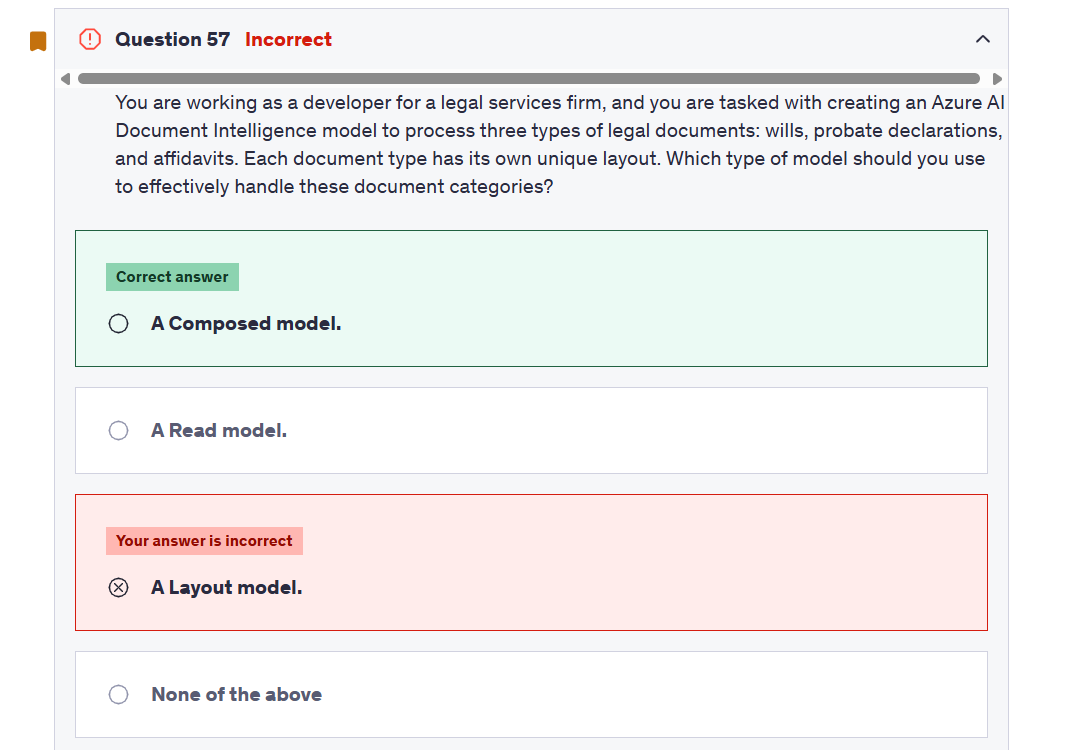 Question 57 Incorrect
You are working as a developer for a legal services firm, and you are tasked with creating an Azure AI
Document Intelligence model to process three types of legal documents: wills, probate declarations,
and affidavits. Each document type has its own unique layout. Which type of model should you use
to effectively handle these document categories?
Correct answer
A Composed model.
A Read model.
Your answer is incorrect
A Layout model.
None of the above